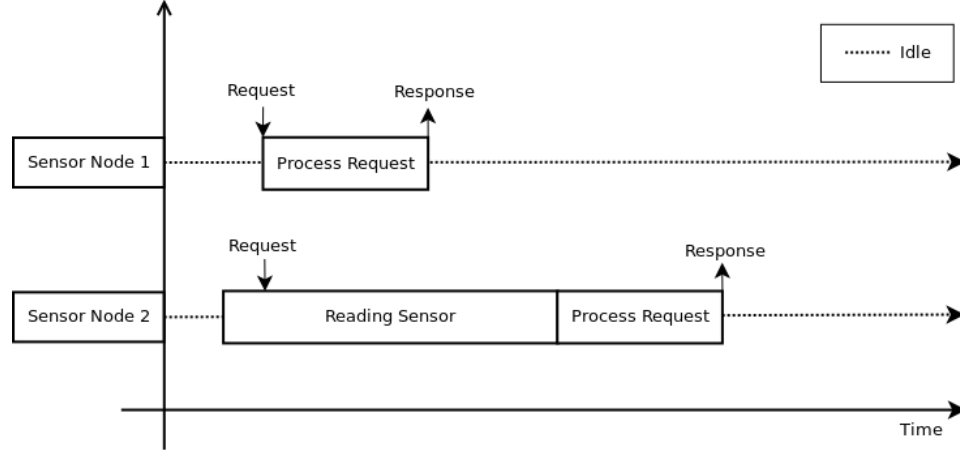 Idle
Request
Response
Sensor Node 1
Process Request
Request
Response
Sensor Node 2
Reading Sensor
Process Request
Time